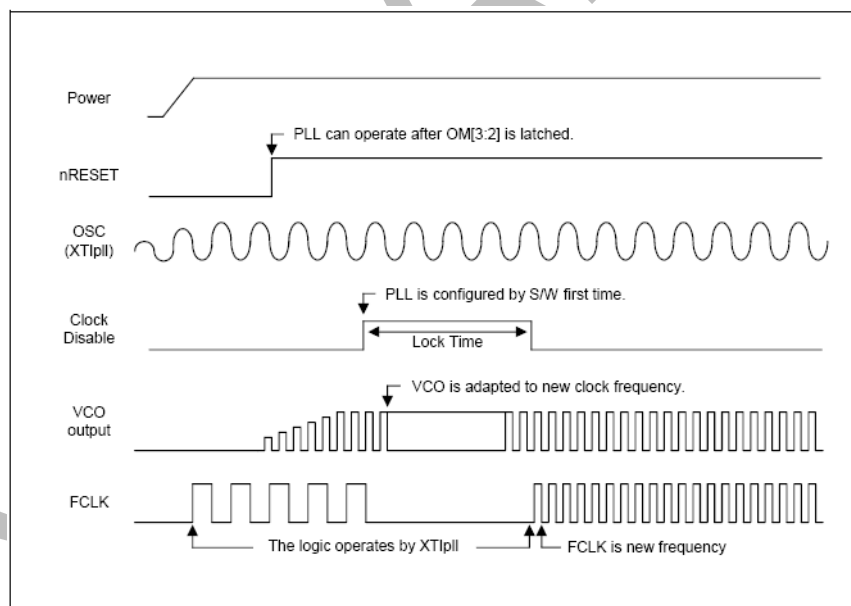 Power
PLL can operate after OM[3:2] is latched.
nRESET
OSC
(XTIpll)
PLL is configured by S/W first time.
Clock
Disable
Lock Time
VCO is adapted to new clock frequency.
VCO
output
FCLK
The logic operates by XTIpll
FCLK is new frequency